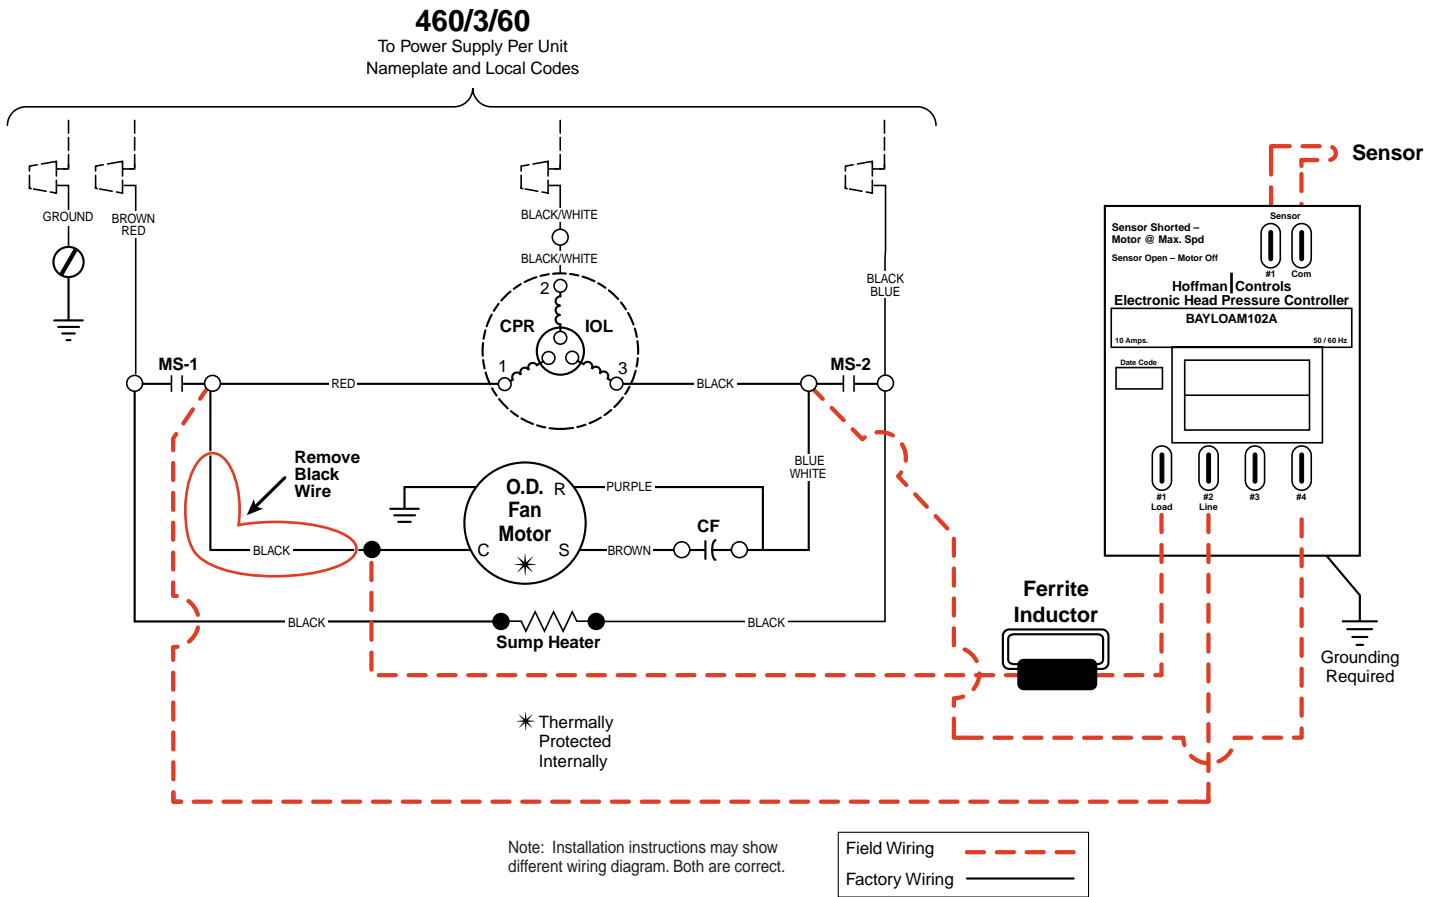 460/3/60
To Power Supply Per Unit
Nameplate and Local Codes
GROUND
BROWN
RED
BLACK/WHITE
BLACK/WHITE
BLACK
BLUE
2
CPR
IOL
1
3
MS-1
RED
BLACK
MS-2
Remove
Black
Wire
BLACK
O.D.
Fan
Motor
R
C
S
PURPLE
BROWN
CF
BLUE
WHITE
BLACK
Sump Heater
BLACK
Thermally
Protected
Internally
Sensor
Sensor
Sensor Shorted –
Motor @ Max. Spd
Sensor Open – Motor Off
#1
Com
Hoffman Controls
Electronic Head Pressure Controller
BAYLOAM102A
10 Amps.
50 / 60 Hz
Date Code
#1
Load
#2
Line
#3
#4
Ferrite
Inductor
Grounding
Required
Note: Installation instructions may show
different wiring diagram. Both are correct.
Field Wiring
Factory Wiring